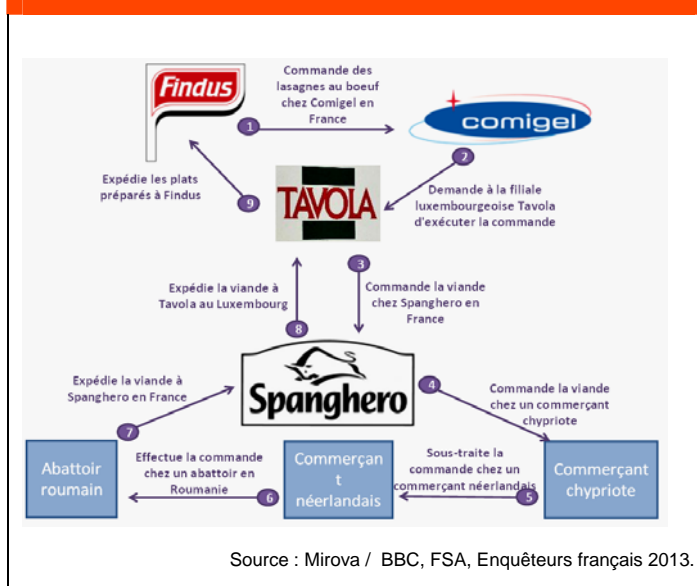 Findus
Commande des
lasagnes au boeuf
chez Comigel en
France
1
comigel
2
Demande à la filiale
luxembourgeoise Tavola
d'exécuter la commande
Expédie les plats
préparés à Findus
9
TAVOLA
3
Commande la viande
chez Spanghero en
France
Expédie la viande à
Tavola au Luxembourg
8
Spanghero
4
Commande la viande
chez un commerçant
chypriote
Expédie la viande à
Spanghero en France
7
Abattoir
roumain
Effectue la commande
chez un abattoir en
Roumanie
6
Commerçan
t
néerlandais
Sous-traite la
commande chez un
commerçant néerlandais
5
Commerçant
chypriote
Source : Mirova / BBC, FSA, Enquêteurs français 2013.